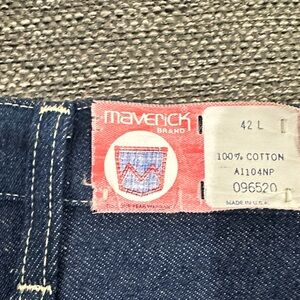 maverick
BRAND
42 L
100% COTTON
A1104NP
096520
MADE IN U.S.A.